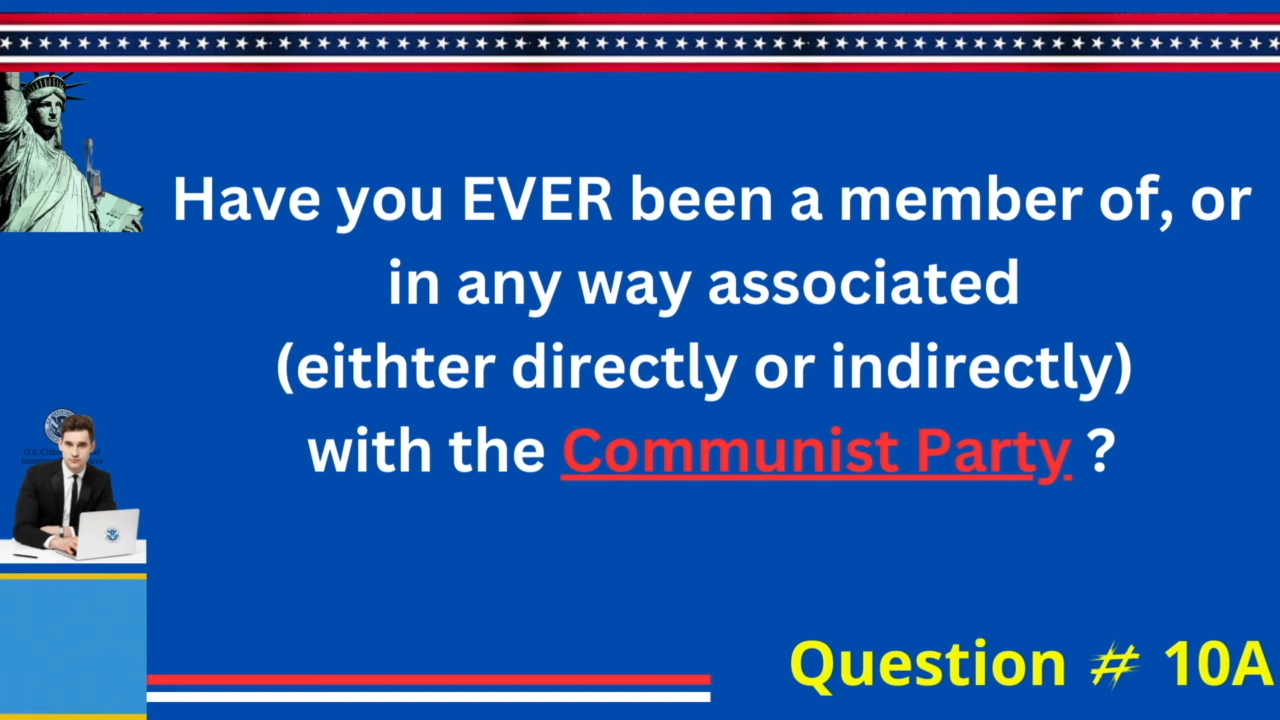 Have you EVER been a member of, or
in any way associated
(eithter directly or indirectly)
with the Communist Party ?
Question # 10A